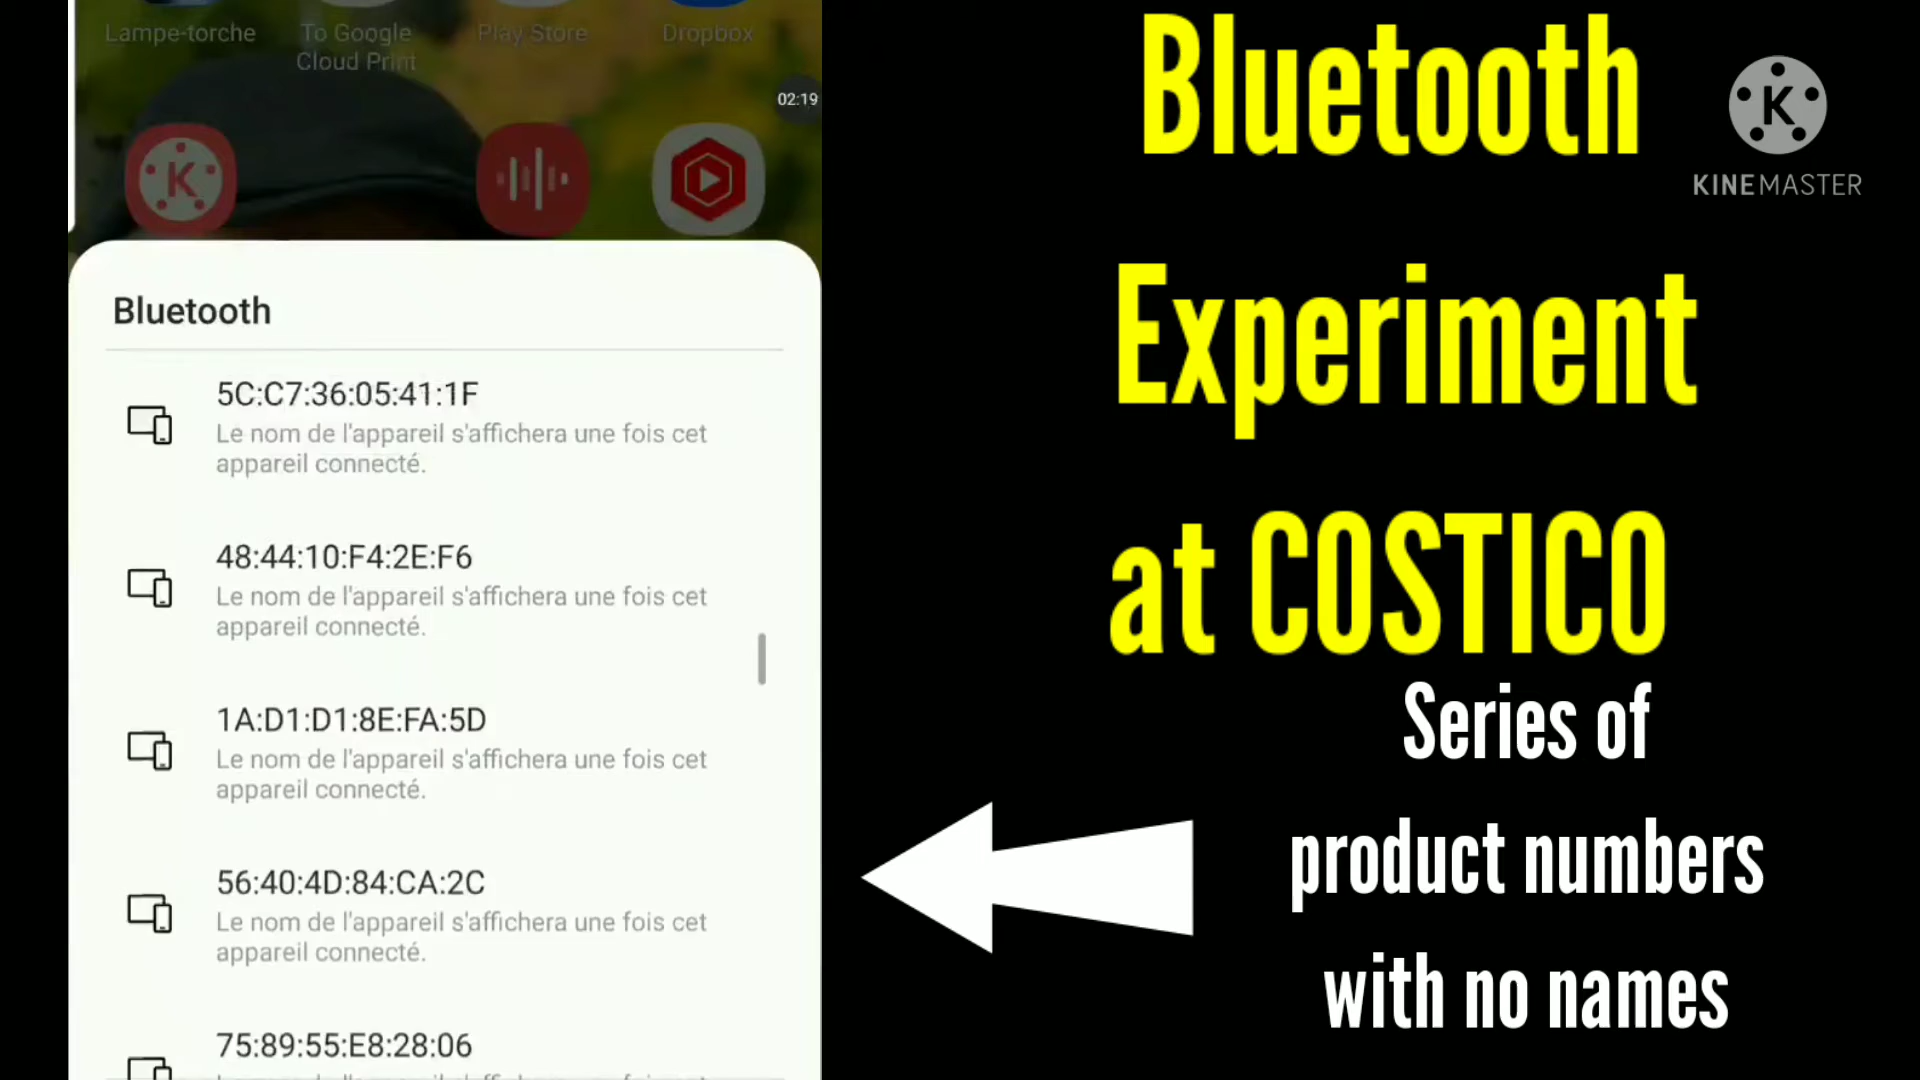 Lampe-torche
To Google
Cloud Print
Play Store
Dropbox
02:19
K
Bluetooth
5C:C7:36:05:41:1F
Le nom de l'appareil s'affichera une fois cet
appareil connecté.
48:44:10:F4:2E:F6
Le nom de l'appareil s'affichera une fois cet
appareil connecté.
1A:D1:D1:8E:FA:5D
Le nom de l'appareil s'affichera une fois cet
appareil connecté.
56:40:4D:84:CA:2C
Le nom de l'appareil s'affichera une fois cet
appareil connecté.
75:89:55:E8:28:06
Bluetooth
Experiment
at COSTICO
K
KINEMASTER
Series of
product numbers
with no names